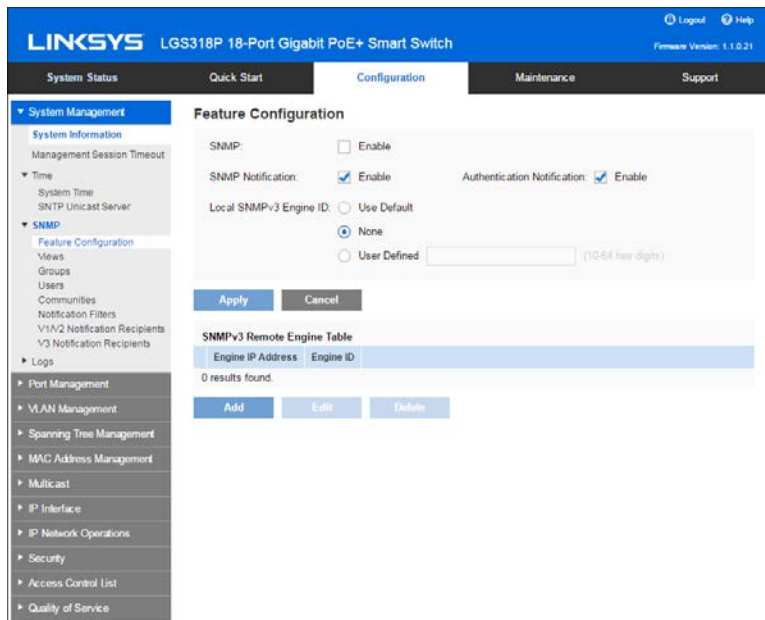 Logout Help
LINKSYS LGS318P 18-Port Gigabit PoE+ Smart Switch
Firmware Version: 1.1.0.21
System Status Quick Start Configuration Maintenance Support
System Management
System Information
Management Session Timeout
Time
System Time
SNTP Unicast Server
SNMP
Feature Configuration
Views
Groups
Users
Communities
Notification Filters
V1/V2 Notification Recipients
V3 Notification Recipients
Logs
Port Management
VLAN Management
Spanning Tree Management
MAC Address Management
Multicast
IP Interface
IP Network Operations
Security
Access Control List
Quality of Service
Feature Configuration
SNMP: Enable
SNMP Notification: Enable Authentication Notification: Enable
Local SNMPv3 Engine ID: Use Default
None
User Defined (10-64 hex digits)
Apply Cancel
SNMPv3 Remote Engine Table
Engine IP Address Engine ID
0 results found.
Add Edit Delete